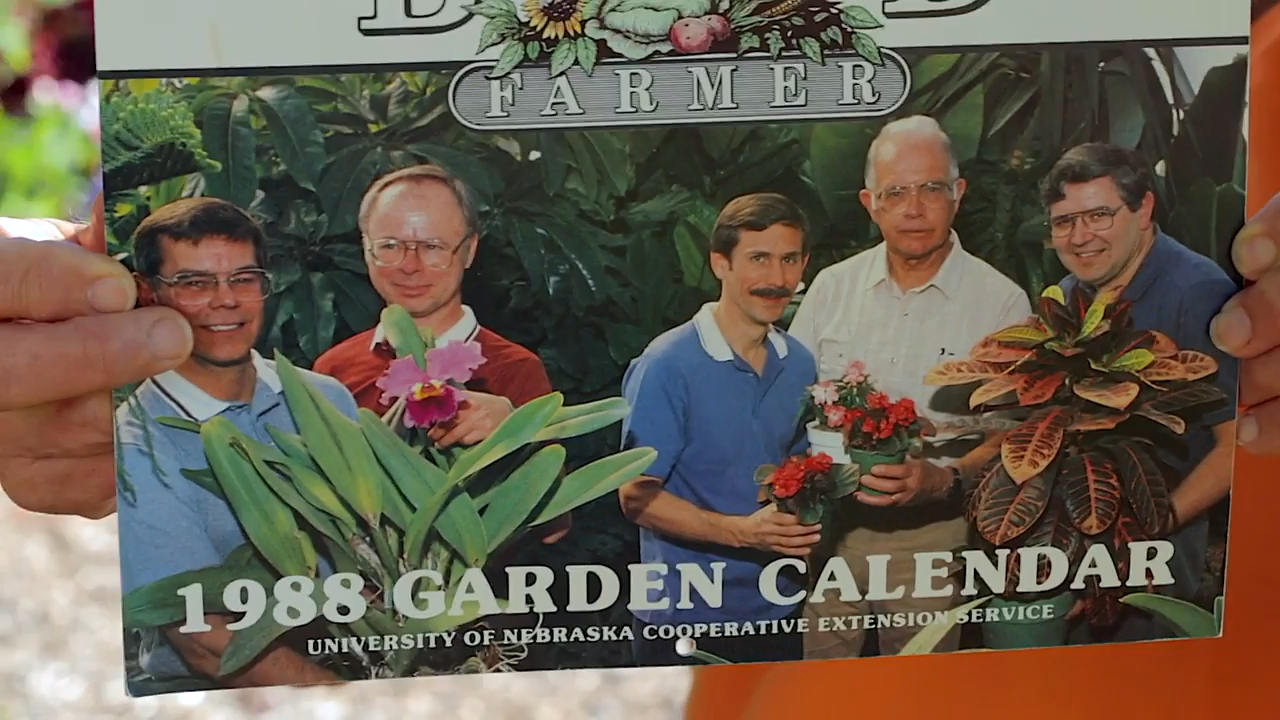 FARMER
1988 GARDEN CALENDAR
UNIVERSITY OF NEBRASKA COOPERATIVE EXTENSION SERVICE